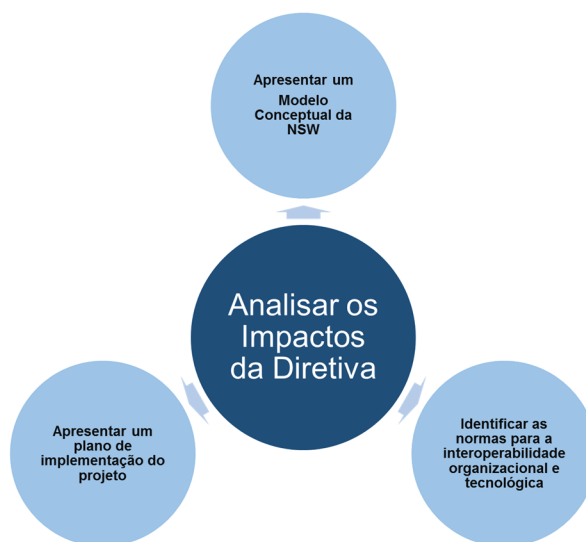 Apresentar um
Modelo
Conceptual da
NSW
Analisar os
Impactos
da Diretiva
Apresentar um
plano de
implementação do
projeto
Identificar as
normas para a
interoperabilidade
organizacional e
tecnológica